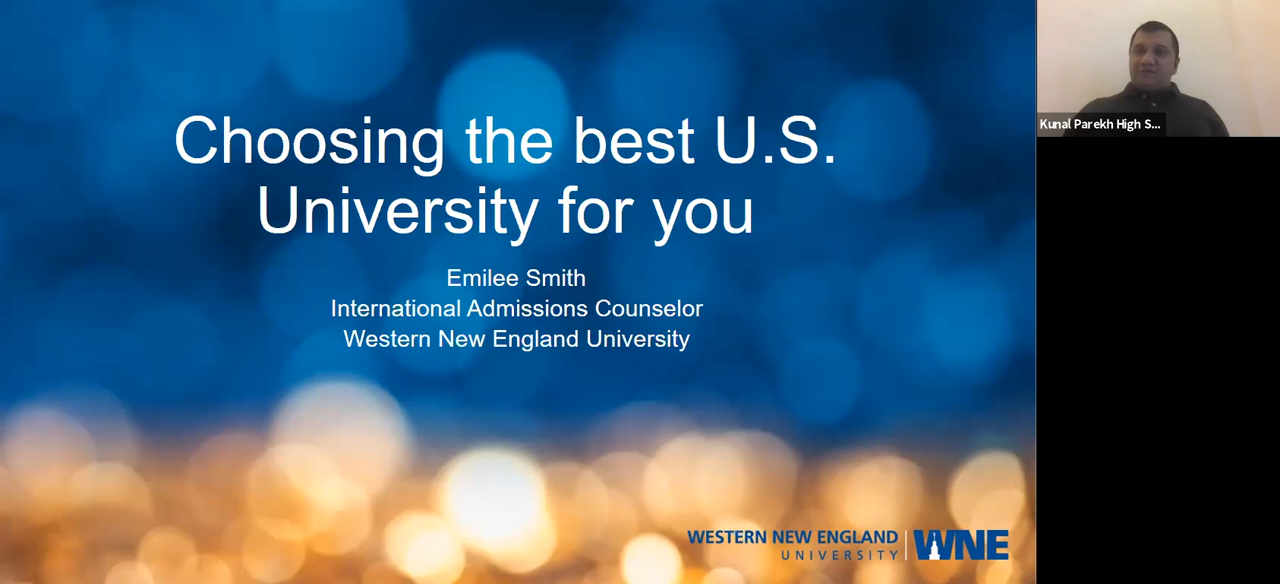 Choosing the best U.S.
University for you
Emilee Smith
International Admissions Counselor
Western New England University
WESTERN NEW ENGLAND
UNIVERSITY
WNE
Kunal Parekh High S...